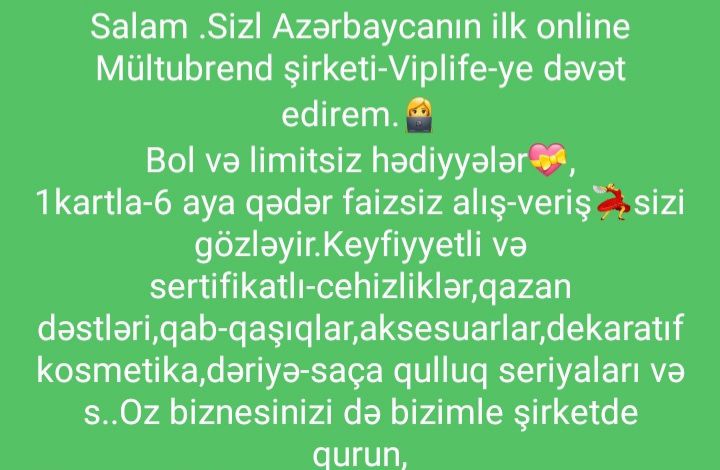 Salam .Sizl Azərbaycanın ilk online
Mültubrend şirketi-Viplife-ye dəvət
edirem.👩‍💻
Bol və limitsiz hədiyyələr💝,
1kartla-6 aya qədər faizsiz alış-veriş💃sizi
gözləyir.Keyfiyyetli və
sertifikatlı-cehizliklər,qazan
dəstləri,qab-qaşıqlar,aksesuarlar,dekaratıf
kosmetika,dəriyə-saça qulluq seriyaları və
s..Oz biznesinizi də bizimle şirketde
qurun,